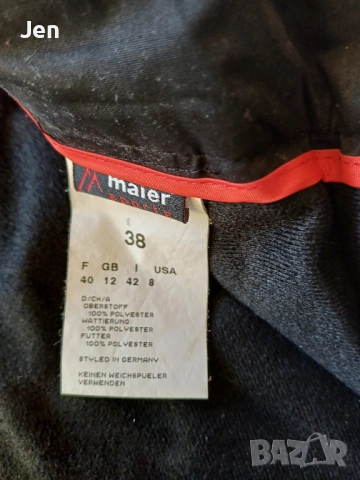 Jen
maier
SPORTS
38
F GB I USA
40 12 42 8
D/CH/A
OBERSTOFF
100% POLYESTER
WATTIERUNG
100% POLYESTER
FUTTER
100% POLYESTER
STYLED IN GERMANY
KEINEN WEICHSPUELER
VERWENDEN
BAZAR